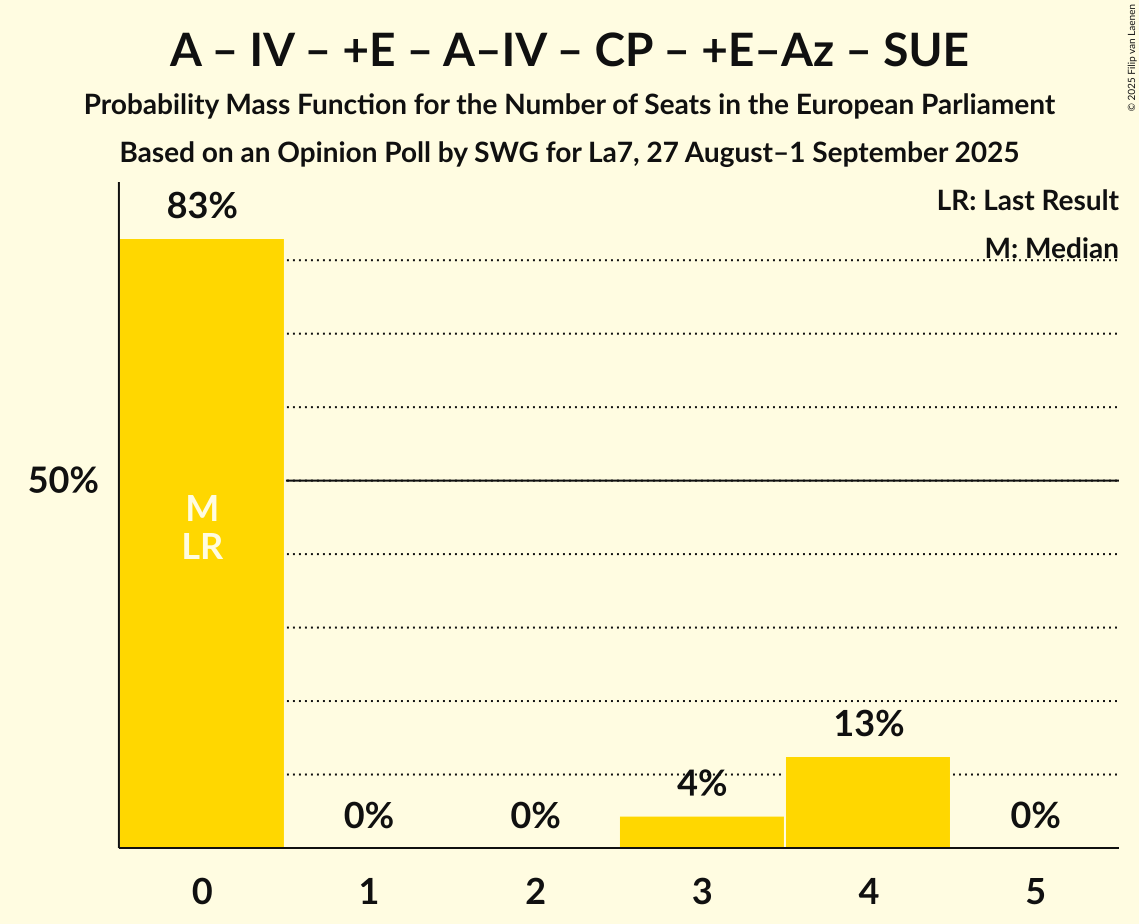 A – IV – +E – A–IV – CP – +E–Az – SUE
Probability Mass Function for the Number of Seats in the European Parliament
Based on an Opinion Poll by SWG for La7, 27 August–1 September 2025
© 2025 Filip van Laenen
LR: Last Result
M: Median
83%
50%
M
LR
0%
0%
4%
13%
0%
0
1
2
3
4
5